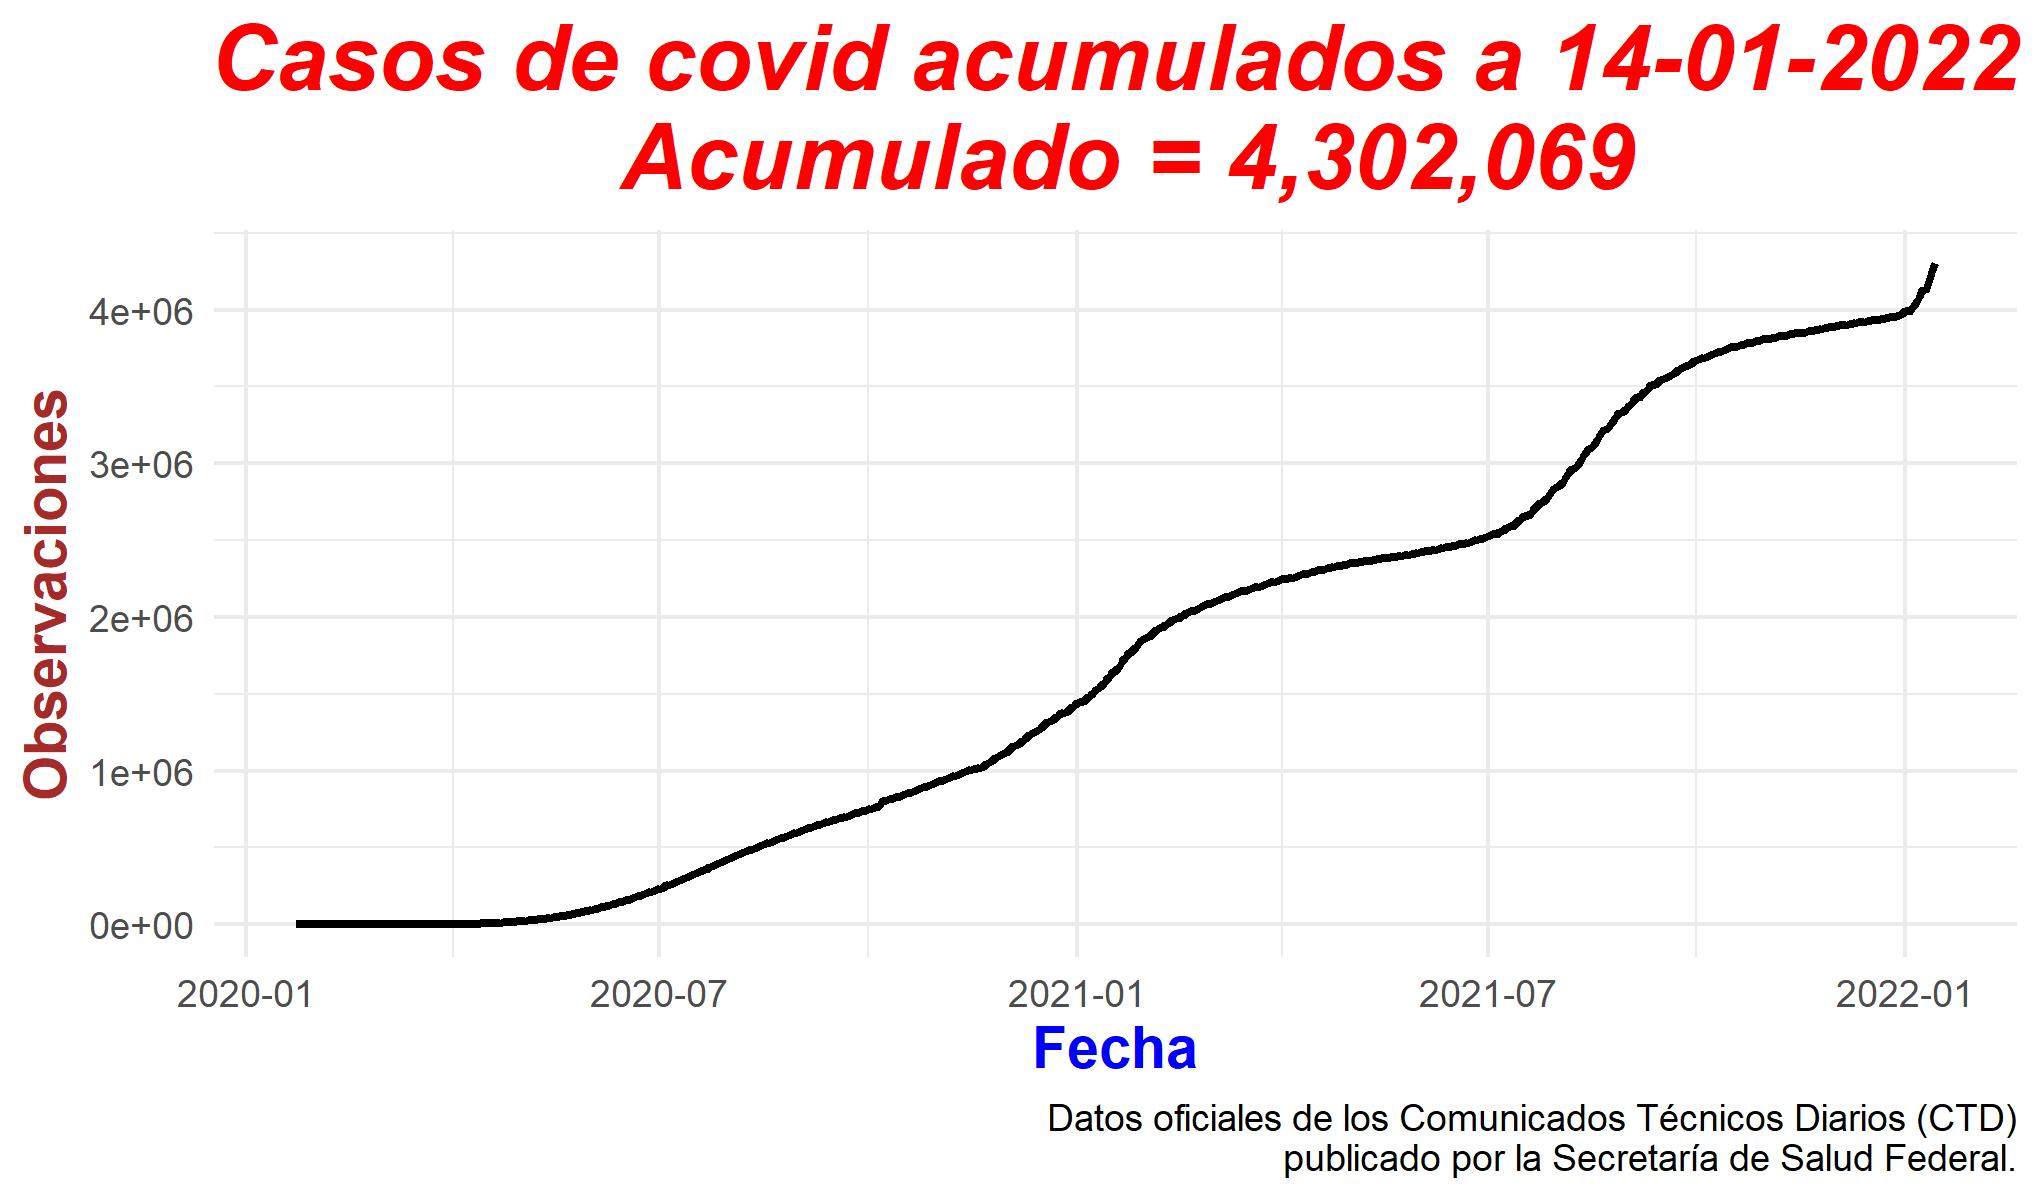 Casos de covid acumulados a 14-01-2022
Acumulado = 4,302,069
Observaciones
4e+06
3e+06
2e+06
1e+06
0e+00
2020-01 2020-07 2021-01 2021-07 2022-01
Fecha
Datos oficiales de los Comunicados Técnicos Diarios (CTD)
publicado por la Secretaría de Salud Federal.